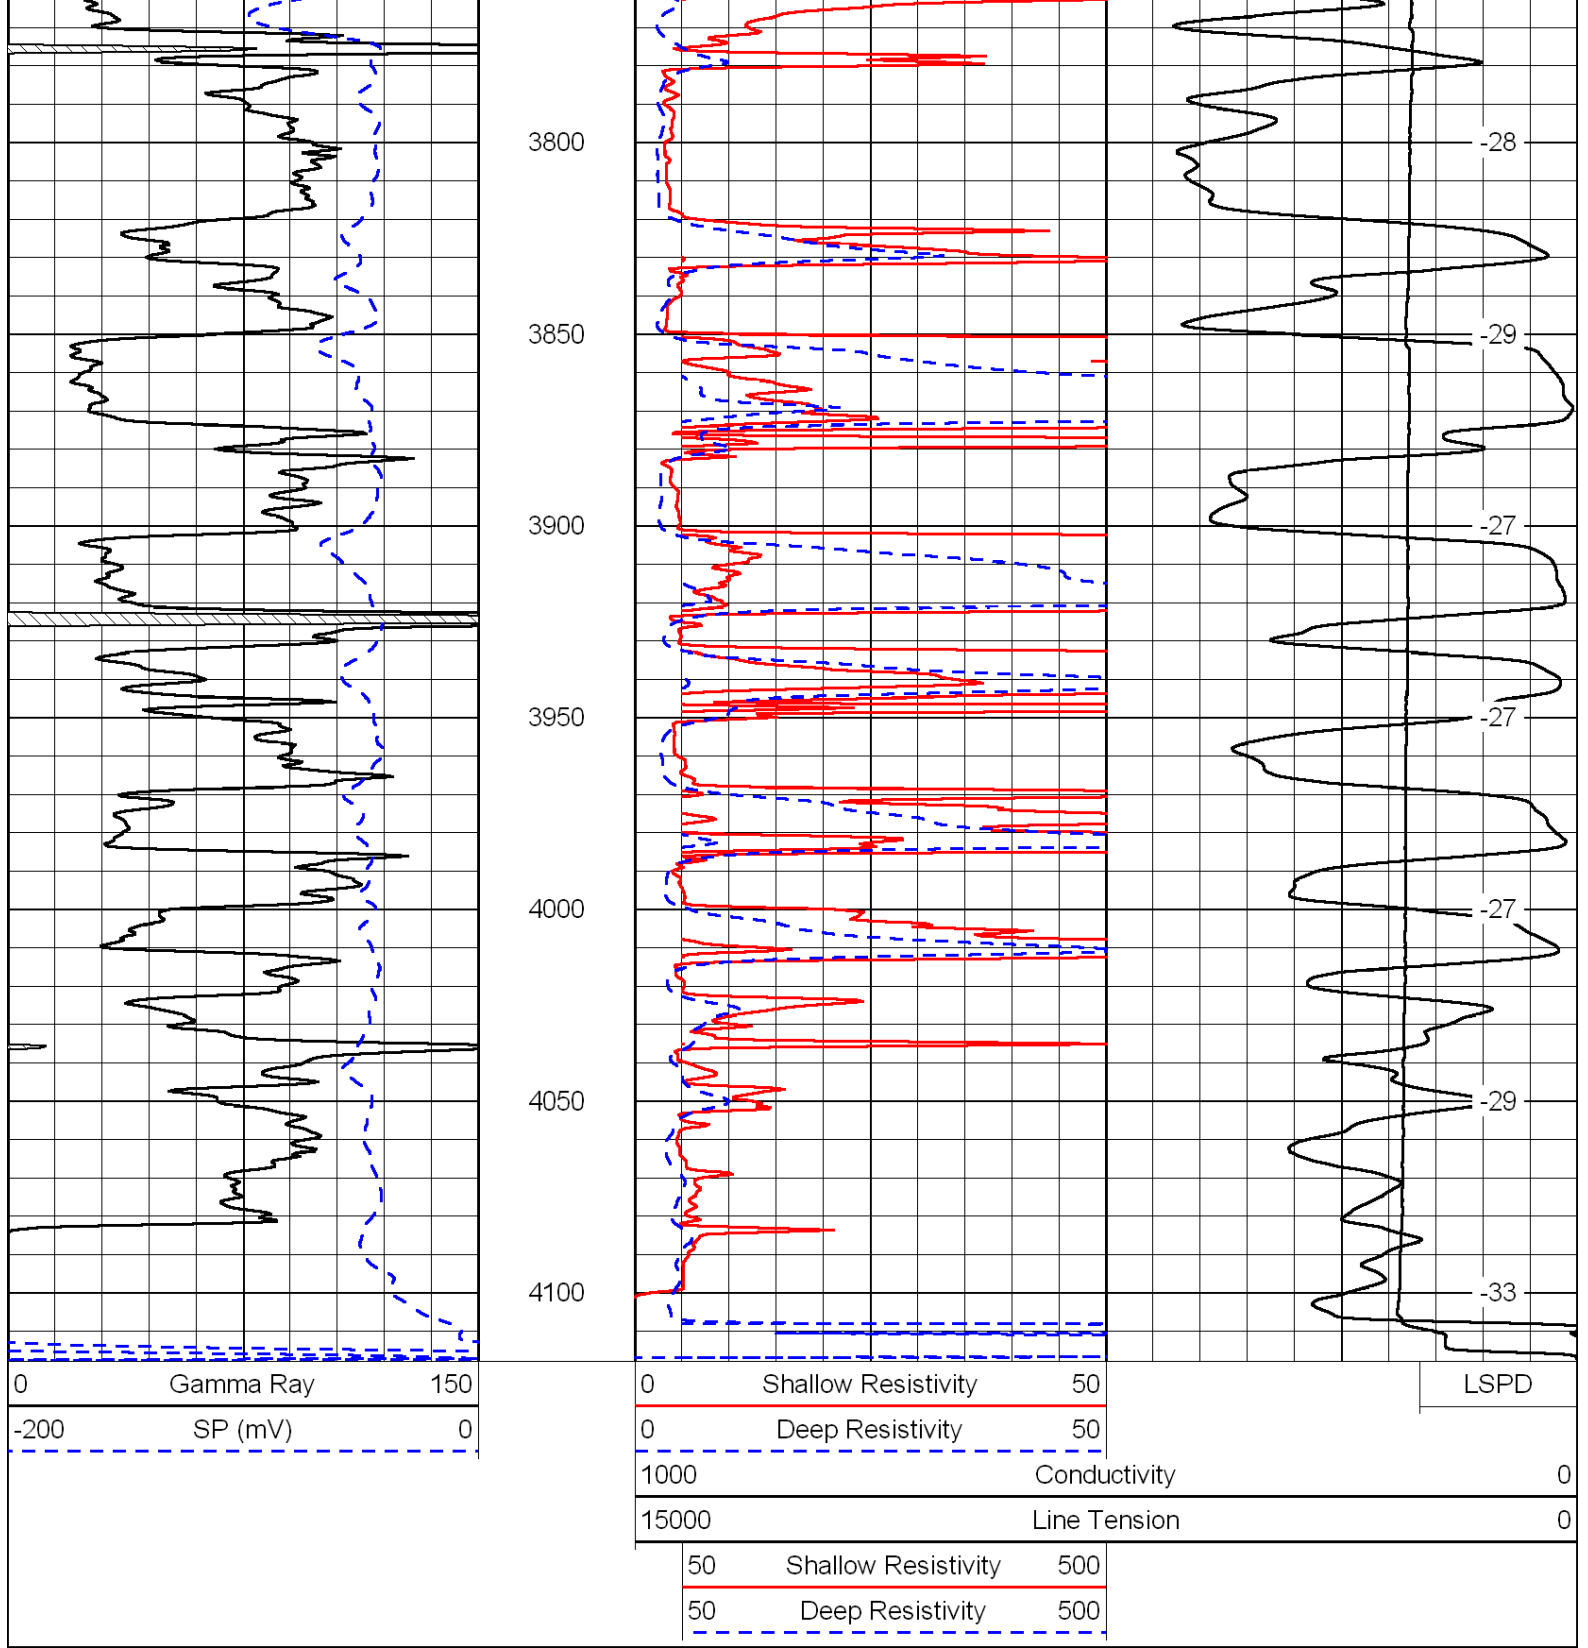 3800 -28
3850 -29
3900 -27
3950 -27
4000 -27
4050 -29
4100 -33
0 Gamma Ray 150 0 Shallow Resistivity 50 LSPD
-200 SP (mV) 0 0 Deep Resistivity 50
1000 Conductivity 0
15000 Line Tension 0
50 Shallow Resistivity 500
50 Deep Resistivity 500